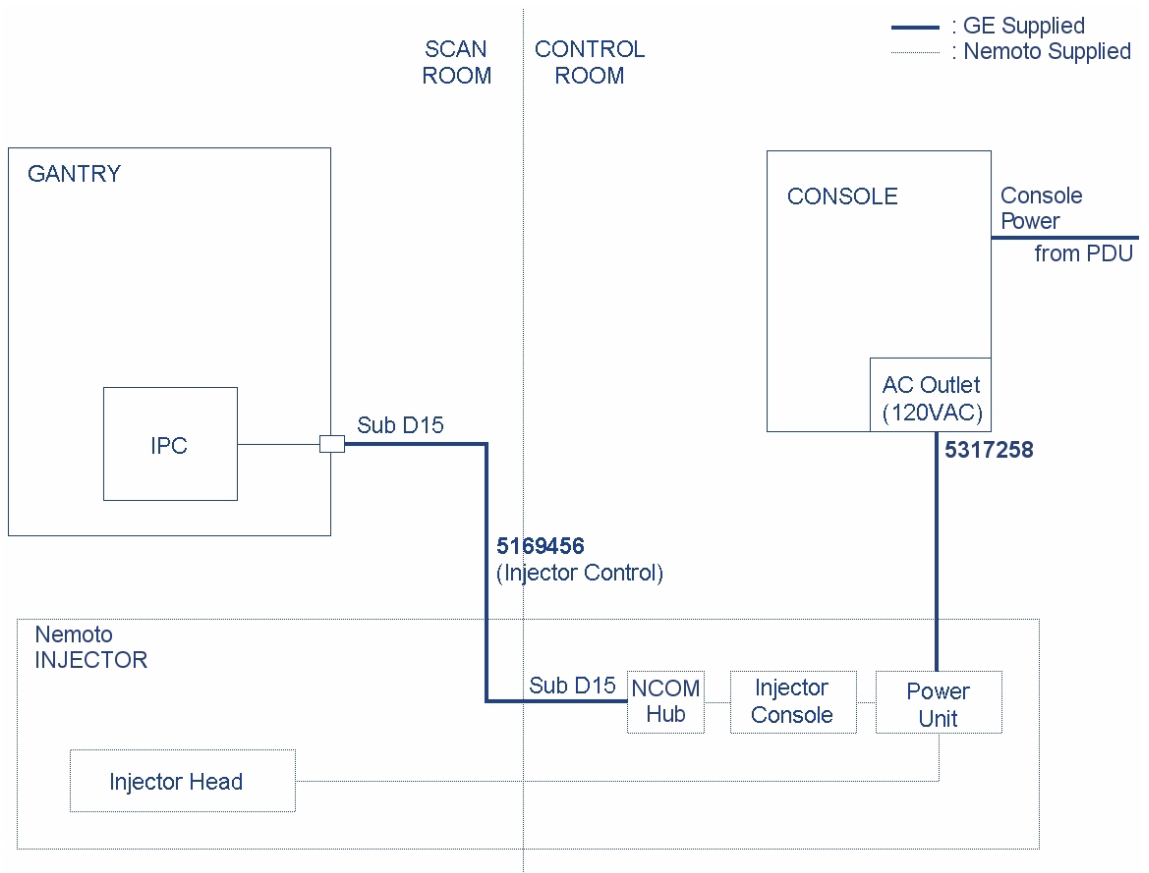 : GE Supplied
: Nemoto Supplied
SCAN
ROOM
CONTROL
ROOM
GANTRY
CONSOLE
Console
Power
from PDU
AC Outlet
(120VAC)
Sub D15
IPC
5317258
5169456
(Injector Control)
Nemoto
INJECTOR
Sub D15
NCOM
Hub
Injector
Console
Power
Unit
Injector Head